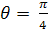 θ = π/4